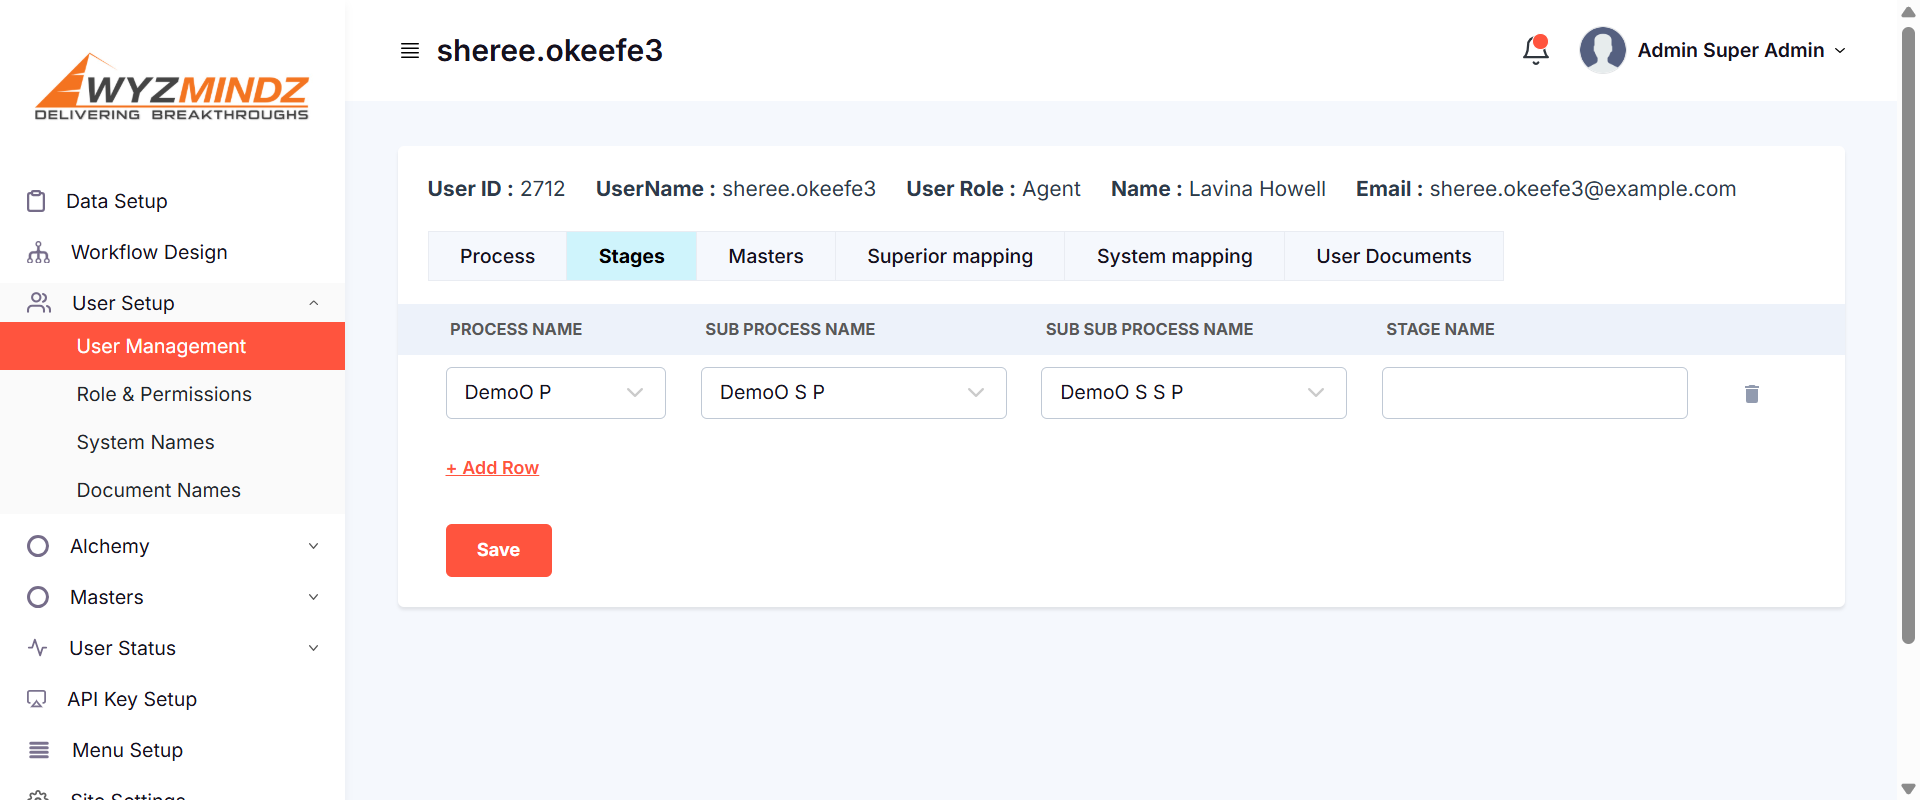 WYZMINDZ
DELIVERING BREAKTHROUGHS
Data Setup
Workflow Design
User Setup
User Management
Role & Permissions
System Names
Document Names
Alchemy
Masters
User Status
API Key Setup
Menu Setup
Site Settings
sheree.okeefe3
Admin Super Admin
User ID : 2712 UserName : sheree.okeefe3 User Role : Agent Name : Lavina Howell Email : sheree.okeefe3@example.com
Process Stages Masters Superior mapping System mapping User Documents
PROCESS NAME SUB PROCESS NAME SUB SUB PROCESS NAME STAGE NAME
DemoO P DemoO S P DemoO S S P
+ Add Row
Save